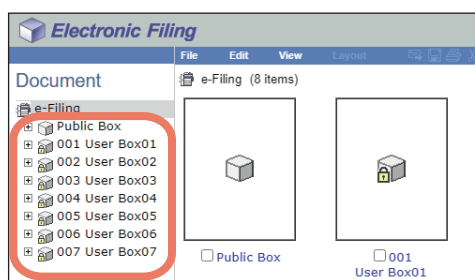 Electronic Filing
File Edit View Layout
Document
e-Filing (8 items)
e-Filing
Public Box
001 User Box01
002 User Box02
003 User Box03
004 User Box04
005 User Box05
006 User Box06
007 User Box07
Public Box
001
User Box01